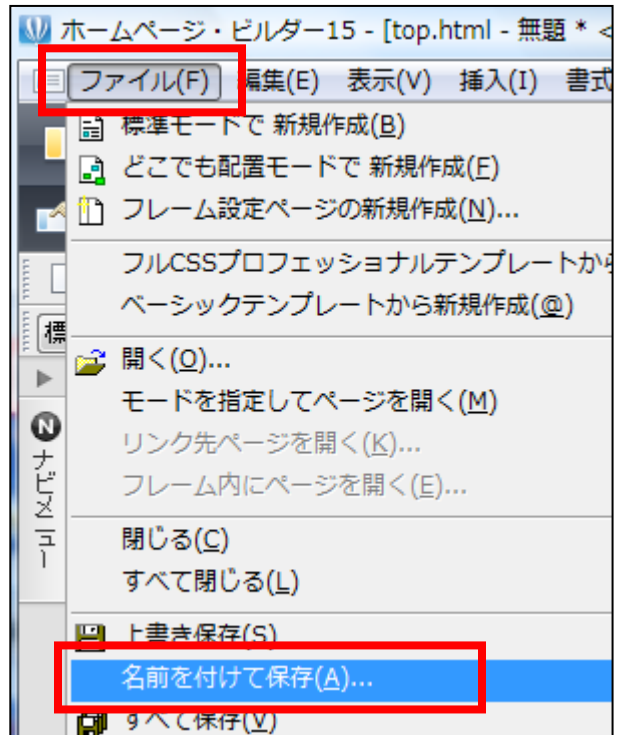 ホームページ・ビルダー15 - [top.html - 無題 * <
ファイル(F) 編集(E) 表示(V) 挿入(I) 書式
標準モードで 新規作成(B)
どこでも配置モードで 新規作成(F)
フレーム設定ページの新規作成(N)...
フルCSSプロフェッショナルテンプレートから
ベーシックテンプレートから新規作成(@)
標
開く(O)...
モードを指定してページを開く(M)
リンク先ページを開く(K)...
フレーム内にページを開く(E)...
N ナビメニュー
閉じる(C)
すべて閉じる(L)
上書き保存(S)
名前を付けて保存(A)...
すべて保存(V)